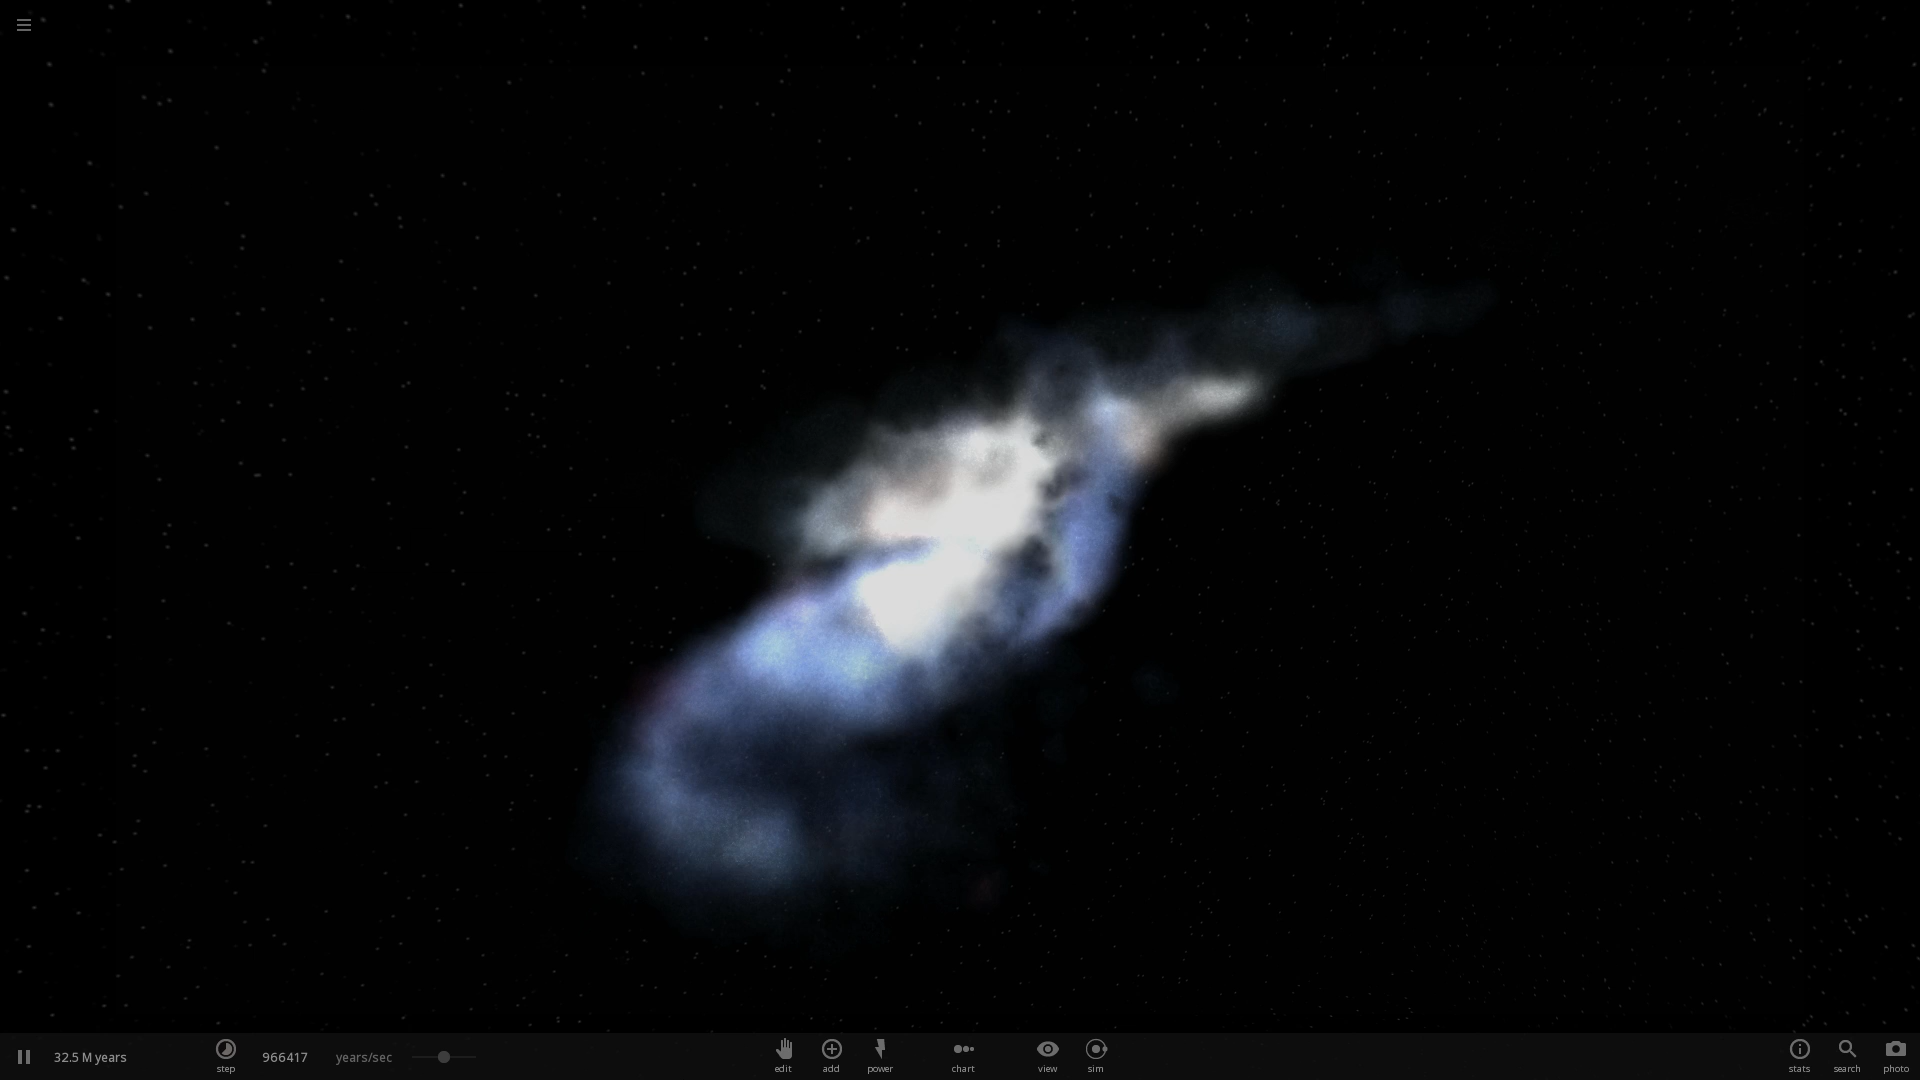 32.5 M years
step
966417 years/sec
edit
add
power
chart
view
sim
stats
search
photo